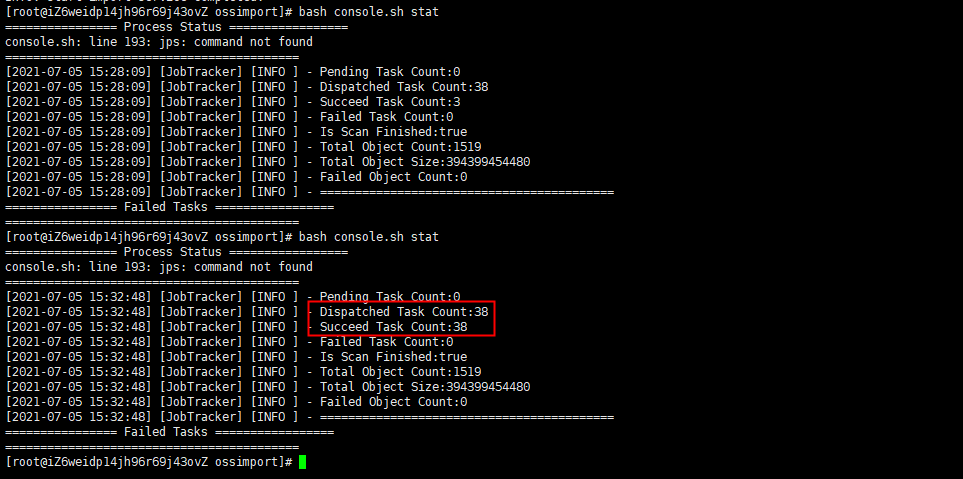 [root@iZ6weidp14jh96r69j43ovZ ossimport]# bash console.sh stat
================ Process Status =================
console.sh: line 193: jps: command not found
==========================================
[2021-07-05 15:28:09] [JobTracker] [INFO ] - Pending Task Count:0
[2021-07-05 15:28:09] [JobTracker] [INFO ] - Dispatched Task Count:38
[2021-07-05 15:28:09] [JobTracker] [INFO ] - Succeed Task Count:3
[2021-07-05 15:28:09] [JobTracker] [INFO ] - Failed Task Count:0
[2021-07-05 15:28:09] [JobTracker] [INFO ] - Is Scan Finished:true
[2021-07-05 15:28:09] [JobTracker] [INFO ] - Total Object Count:1519
[2021-07-05 15:28:09] [JobTracker] [INFO ] - Total Object Size:394399454480
[2021-07-05 15:28:09] [JobTracker] [INFO ] - Failed Object Count:0
[2021-07-05 15:28:09] [JobTracker] [INFO ] - ==========================================
================ Failed Tasks =================
==========================================
[root@iZ6weidp14jh96r69j43ovZ ossimport]# bash console.sh stat
================ Process Status =================
console.sh: line 193: jps: command not found
==========================================
[2021-07-05 15:32:48] [JobTracker] [INFO ] - Pending Task Count:0
[2021-07-05 15:32:48] [JobTracker] [INFO ] - Dispatched Task Count:38
[2021-07-05 15:32:48] [JobTracker] [INFO ] - Succeed Task Count:38
[2021-07-05 15:32:48] [JobTracker] [INFO ] - Failed Task Count:0
[2021-07-05 15:32:48] [JobTracker] [INFO ] - Is Scan Finished:true
[2021-07-05 15:32:48] [JobTracker] [INFO ] - Total Object Count:1519
[2021-07-05 15:32:48] [JobTracker] [INFO ] - Total Object Size:394399454480
[2021-07-05 15:32:48] [JobTracker] [INFO ] - Failed Object Count:0
[2021-07-05 15:32:48] [JobTracker] [INFO ] - ==========================================
================ Failed Tasks =================
==========================================
[root@iZ6weidp14jh96r69j43ovZ ossimport]#